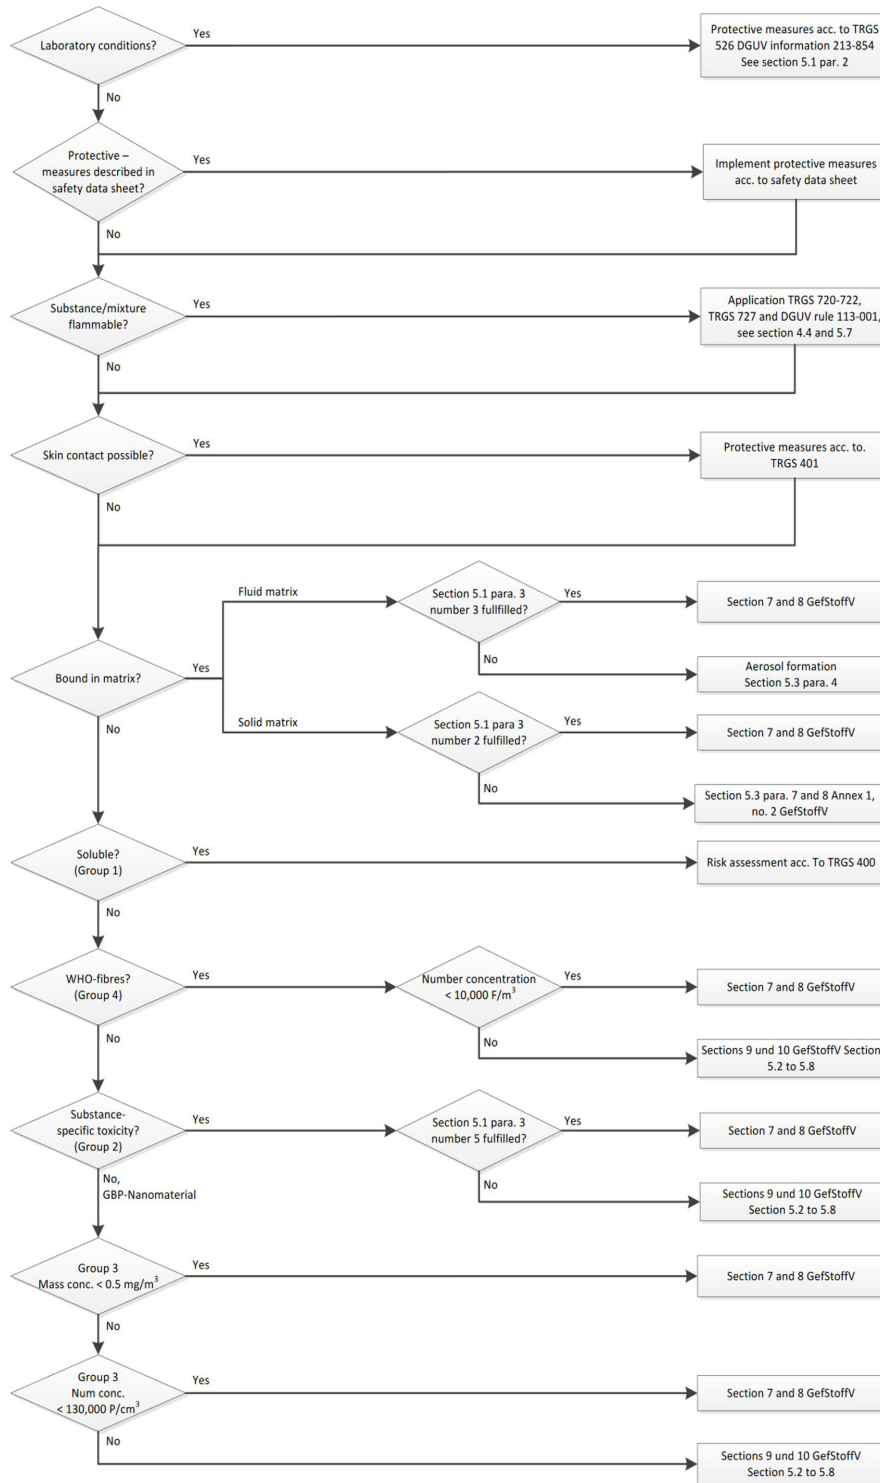 Laboratory conditions?
Yes
Protective measures acc. to TRGS
526 DGUV information 213-854
See section 5.1 par. 2
No
Protective –
measures described in
safety data sheet?
Yes
Implement protective measures
acc. to safety data sheet
No
Substance/mixture
flammable?
Yes
Application TRGS 720-722,
TRGS 727 and DGUV rule 113-001,
see section 4.4 and 5.7
No
Skin contact possible?
Yes
Protective measures acc. to.
TRGS 401
No
Fluid matrix
Section 5.1 para. 3
number 3 fullfilled?
Yes
Section 7 and 8 GefStoffV
No
Aerosol formation
Section 5.3 para. 4
Bound in matrix?
Yes
Solid matrix
Section 5.1 para 3
number 2 fulfilled?
Yes
Section 7 and 8 GefStoffV
No
No
Section 5.3 para. 7 and 8 Annex 1,
no. 2 GefStoffV
Soluble?
(Group 1)
Yes
Risk assessment acc. To TRGS 400
No
WHO-fibres?
(Group 4)
Yes
Number concentration
< 10,000 F/m³
Yes
Section 7 and 8 GefStoffV
No
No
Sections 9 und 10 GefStoffV Section
5.2 to 5.8
Substance-
specific toxicity?
(Group 2)
Yes
Section 5.1 para. 3
number 5 fulfilled?
Yes
Section 7 and 8 GefStoffV
No,
GBP-Nanomaterial
No
Sections 9 und 10 GefStoffV
Section 5.2 to 5.8
Group 3
Mass conc. < 0.5 mg/m³
Yes
Section 7 and 8 GefStoffV
No
Group 3
Num conc.
< 130,000 P/cm³
Yes
Section 7 and 8 GefStoffV
No
Sections 9 und 10 GefStoffV
Section 5.2 to 5.8